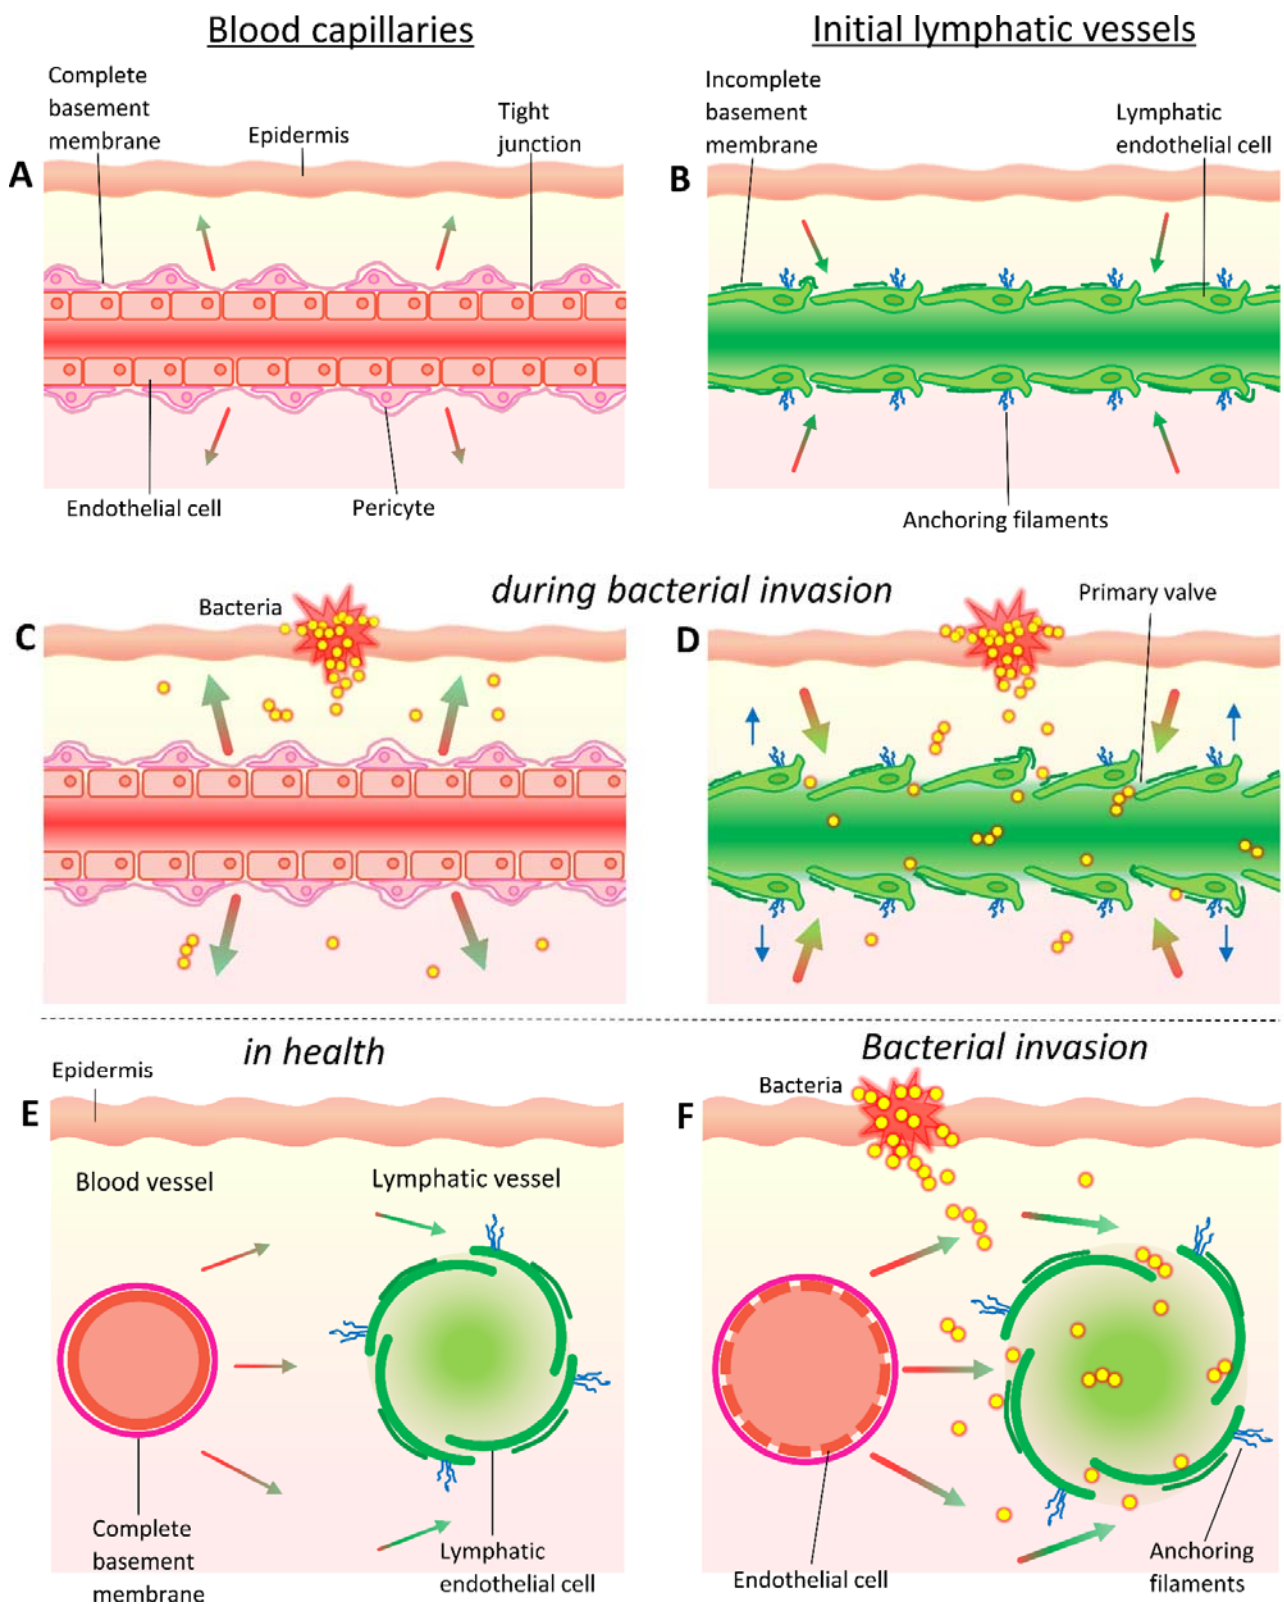 Blood capillaries
Initial lymphatic vessels
Complete
basement
membrane
Epidermis
Tight
junction
Incomplete
basement
membrane
Lymphatic
endothelial cell
A
B
Endothelial cell
Pericyte
Anchoring filaments
during bacterial invasion
Bacteria
Primary valve
C
D
in health
Bacterial invasion
Epidermis
Bacteria
E
F
Blood vessel
Lymphatic vessel
Complete
basement
membrane
Lymphatic
endothelial cell
Endothelial cell
Anchoring
filaments